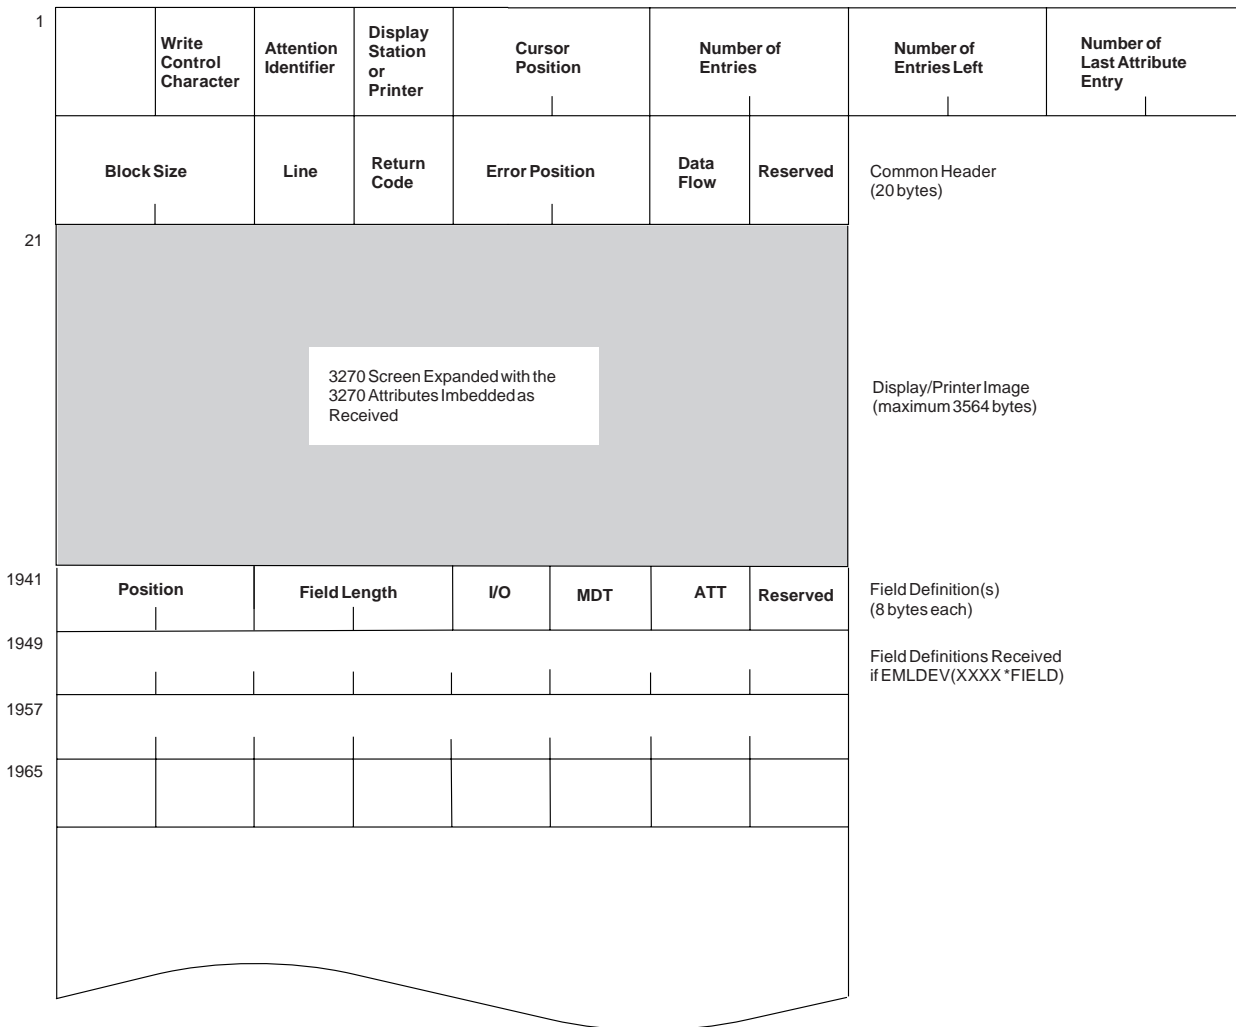 1
Write
Control
Character
Attention
Identifier
Display
Station
or
Printer
Cursor
Position
Number of
Entries
Number of
Entries Left
Number of
Last Attribute
Entry
Block Size
Line
Return
Code
Error Position
Data
Flow
Reserved
Common Header
(20 bytes)
21
3270 Screen Expanded with the
3270 Attributes Imbedded as
Received
Display/Printer Image
(maximum 3564 bytes)
1941
Position
Field Length
I/O
MDT
ATT
Reserved
Field Definition(s)
(8 bytes each)
1949
Field Definitions Received
if EMLDEV(XXXX *FIELD)
1957
1965